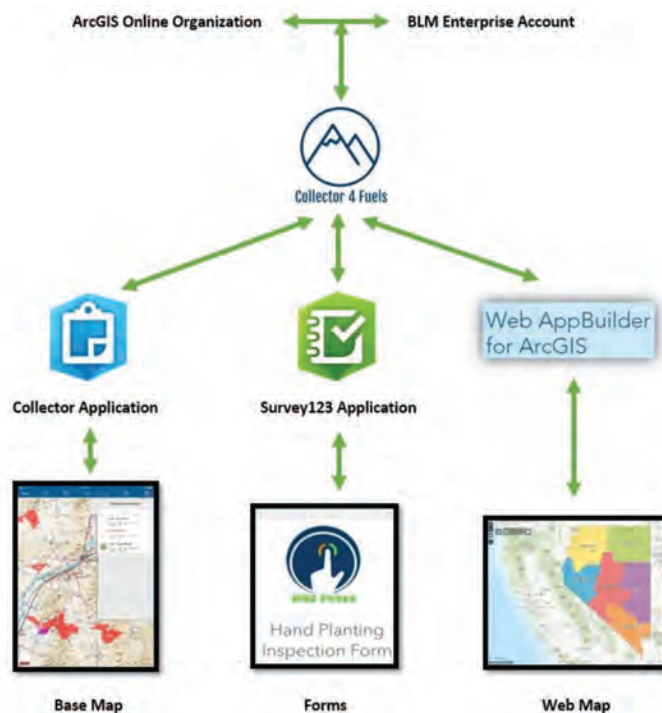 ArcGIS Online Organization
BLM Enterprise Account
Collector 4 Fuels
Web AppBuilder
for ArcGIS
Collector Application
Survey123 Application
Hand Planting
Inspection Form
Base Map
Forms
Web Map